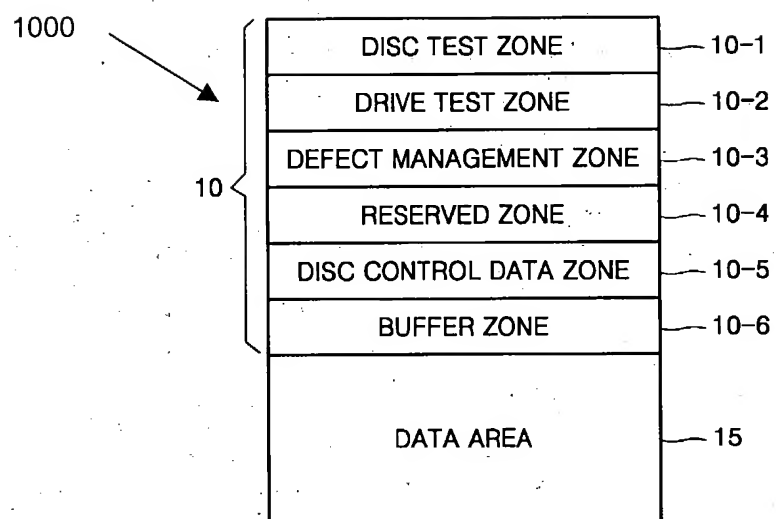 1000
DISC TEST ZONE 10-1
DRIVE TEST ZONE 10-2
DEFECT MANAGEMENT ZONE 10-3
10
RESERVED ZONE 10-4
DISC CONTROL DATA ZONE 10-5
BUFFER ZONE 10-6
DATA AREA 15